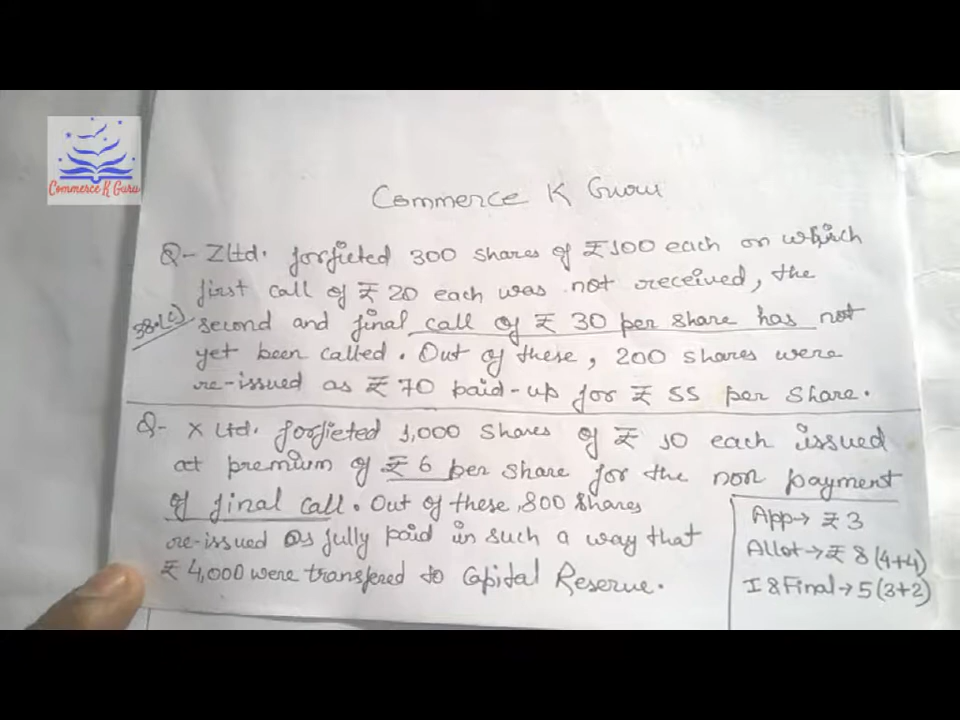 Commerce K Guru
Commerce K Guru
Q- Z Ltd. forfieted 300 shares of ₹ 100 each on which
first call of ₹ 20 each was not received, the
38.(C) second and final call of ₹ 30 per share has not
yet been called. Out of these, 200 shares were
re-issued as ₹ 70 paid-up for ₹ 55 per share.
Q- X Ltd. forfieted 1,000 shares of ₹ 10 each issued
at premium of ₹ 6 per share for the non payment
of final call. Out of these, 800 shares
re-issued as fully paid in such a way that
₹ 4,000 were transfered to Capital Reserve.
App→ ₹ 3
Allot→ ₹ 8 (4+4)
I & Final→ 5 (3+2)